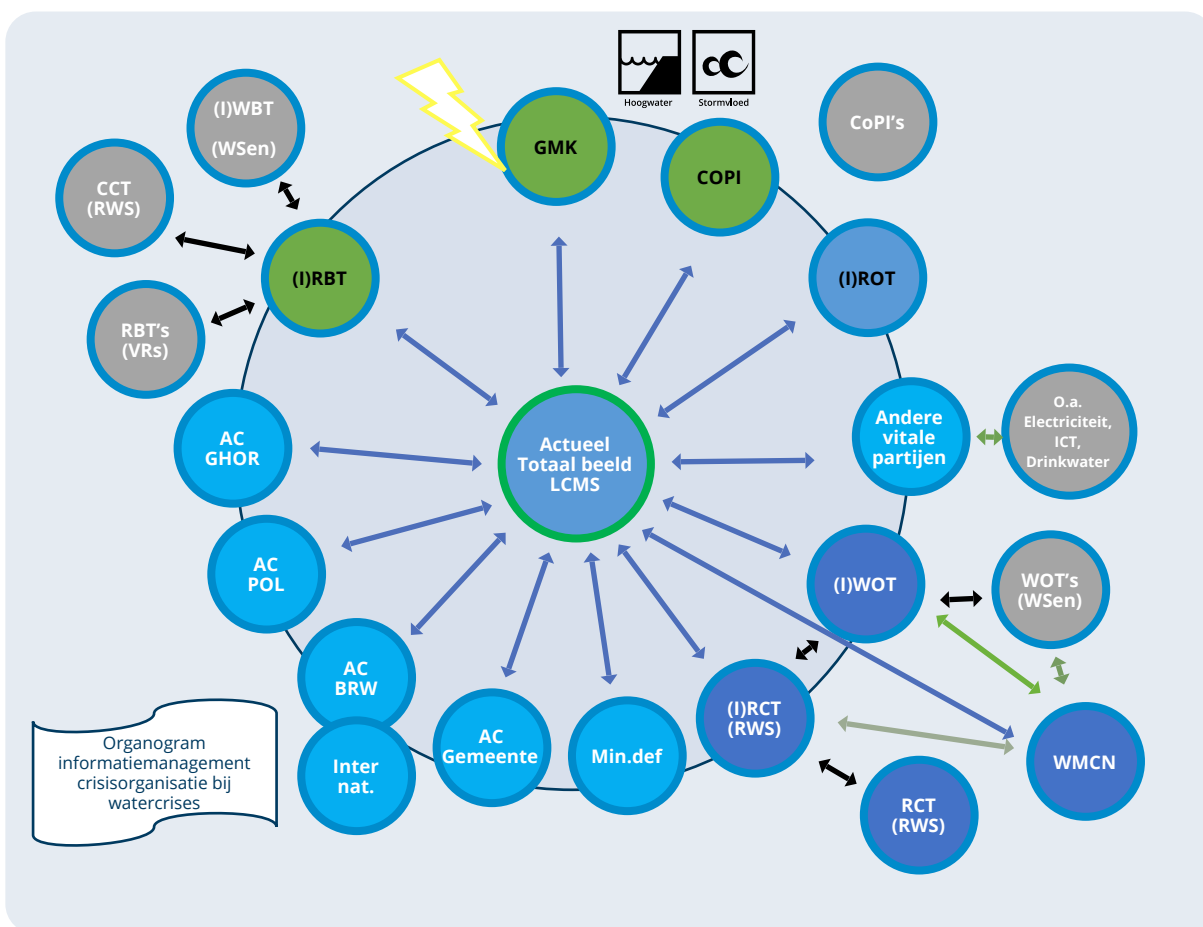 Hoogwater
Stormvloed
(I)WBT
(WSen)
CoPI's
GMK
COPI
CCT
(RWS)
(I)RBT
(I)ROT
RBT's
(VRs)
AC
GHOR
Actueel
Totaal beeld
LCMS
Andere
vitale
partijen
O.a.
Electriciteit,
ICT,
Drinkwater
AC
POL
(I)WOT
WOT's
(WSen)
AC
BRW
(I)RCT
(RWS)
AC
Gemeente
Min.def
Inter
nat.
WMCN
RCT
(RWS)
Organogram
informatiemanagement
crisisorganisatie bij
watercrises